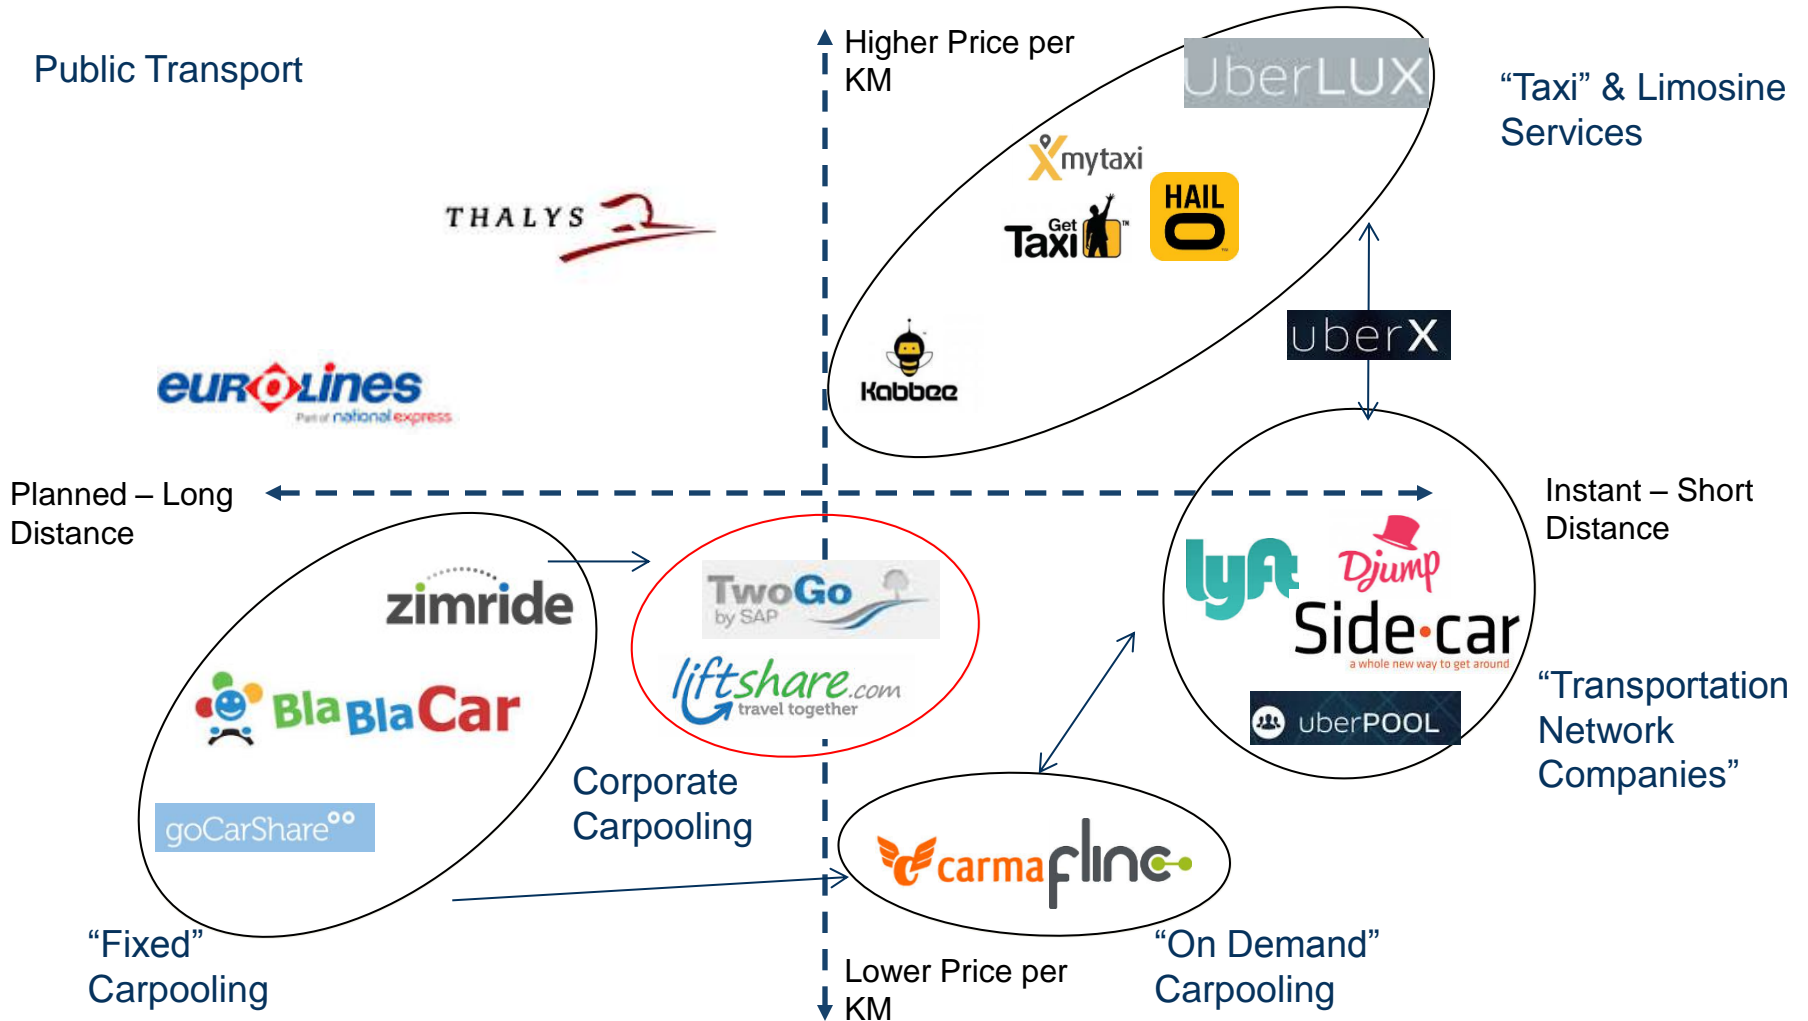 Public Transport
Higher Price per
KM
UberLUX
“Taxi” & Limosine
Services
mytaxi
THALYS
Get
Taxi
HAIL
O
uberX
Kabbee
eurolines
Part of national express
Planned – Long
Distance
Instant – Short
Distance
zimride
TwoGo
by SAP
lyft
Djump
Side.car
a whole new way to get around
BlaBlaCar
liftshare.com
travel together
uberPOOL
“Transportation
Network
Companies”
Corporate
Carpooling
goCarShare
carma
flinc
“Fixed”
Carpooling
“On Demand”
Carpooling
Lower Price per
KM